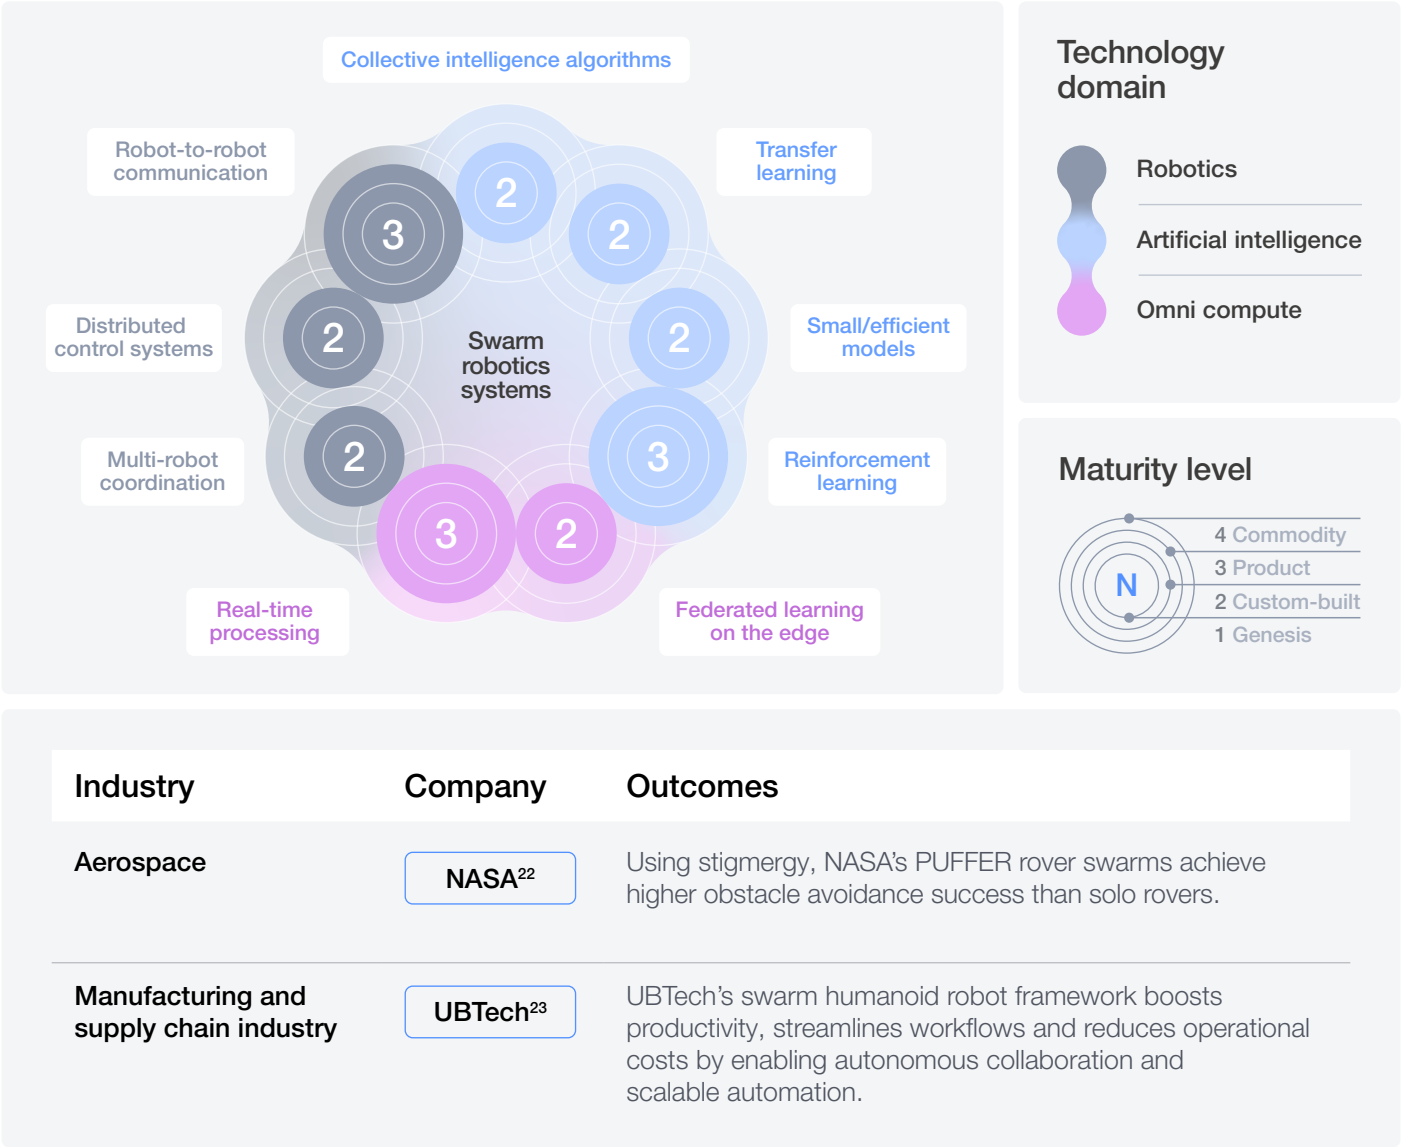 Collective intelligence algorithms
Robot-to-robot
communication
Transfer
learning
Distributed
control systems
Small/efficient
models
Multi-robot
coordination
Reinforcement
learning
Real-time
processing
Federated learning
on the edge
2
3
2
2
2
2
3
3
2
Swarm
robotics
systems
Technology
domain
Robotics
Artificial intelligence
Omni compute
Maturity level
N
4 Commodity
3 Product
2 Custom-built
1 Genesis
Industry Company Outcomes
Aerospace
NASA22
Using stigmergy, NASA’s PUFFER rover swarms achieve
higher obstacle avoidance success than solo rovers.
Manufacturing and
supply chain industry
UBTech23
UBTech’s swarm humanoid robot framework boosts
productivity, streamlines workflows and reduces operational
costs by enabling autonomous collaboration and
scalable automation.